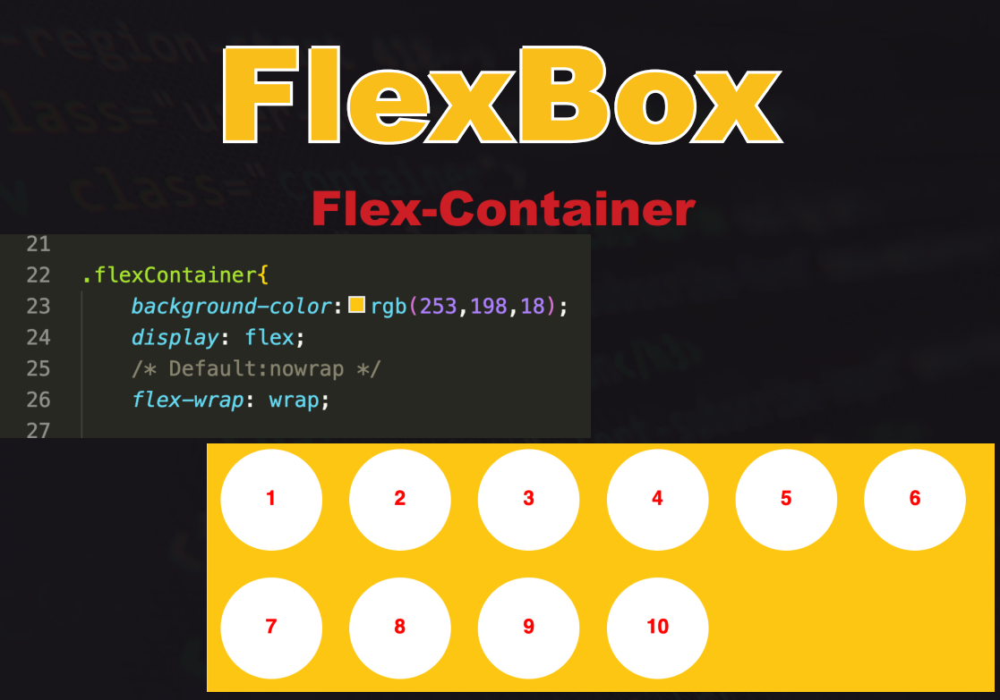 FlexBox
Flex-Container
21
22 .flexContainer{
23 background-color: rgb(253,198,18);
24 display: flex;
25 /* Default:nowrap */
26 flex-wrap: wrap;
27
1 2 3 4 5 6
7 8 9 10